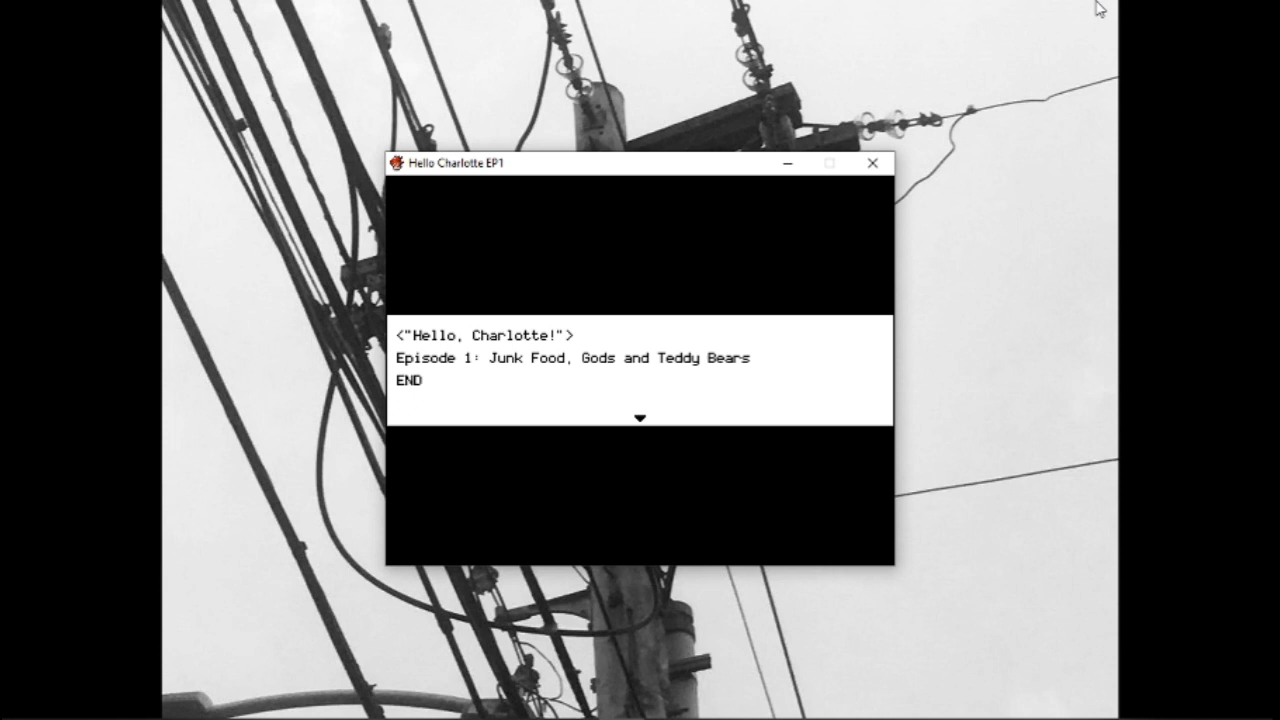 Hello Charlotte EP1
<"Hello, Charlotte!">
Episode 1: Junk Food, Gods and Teddy Bears
END